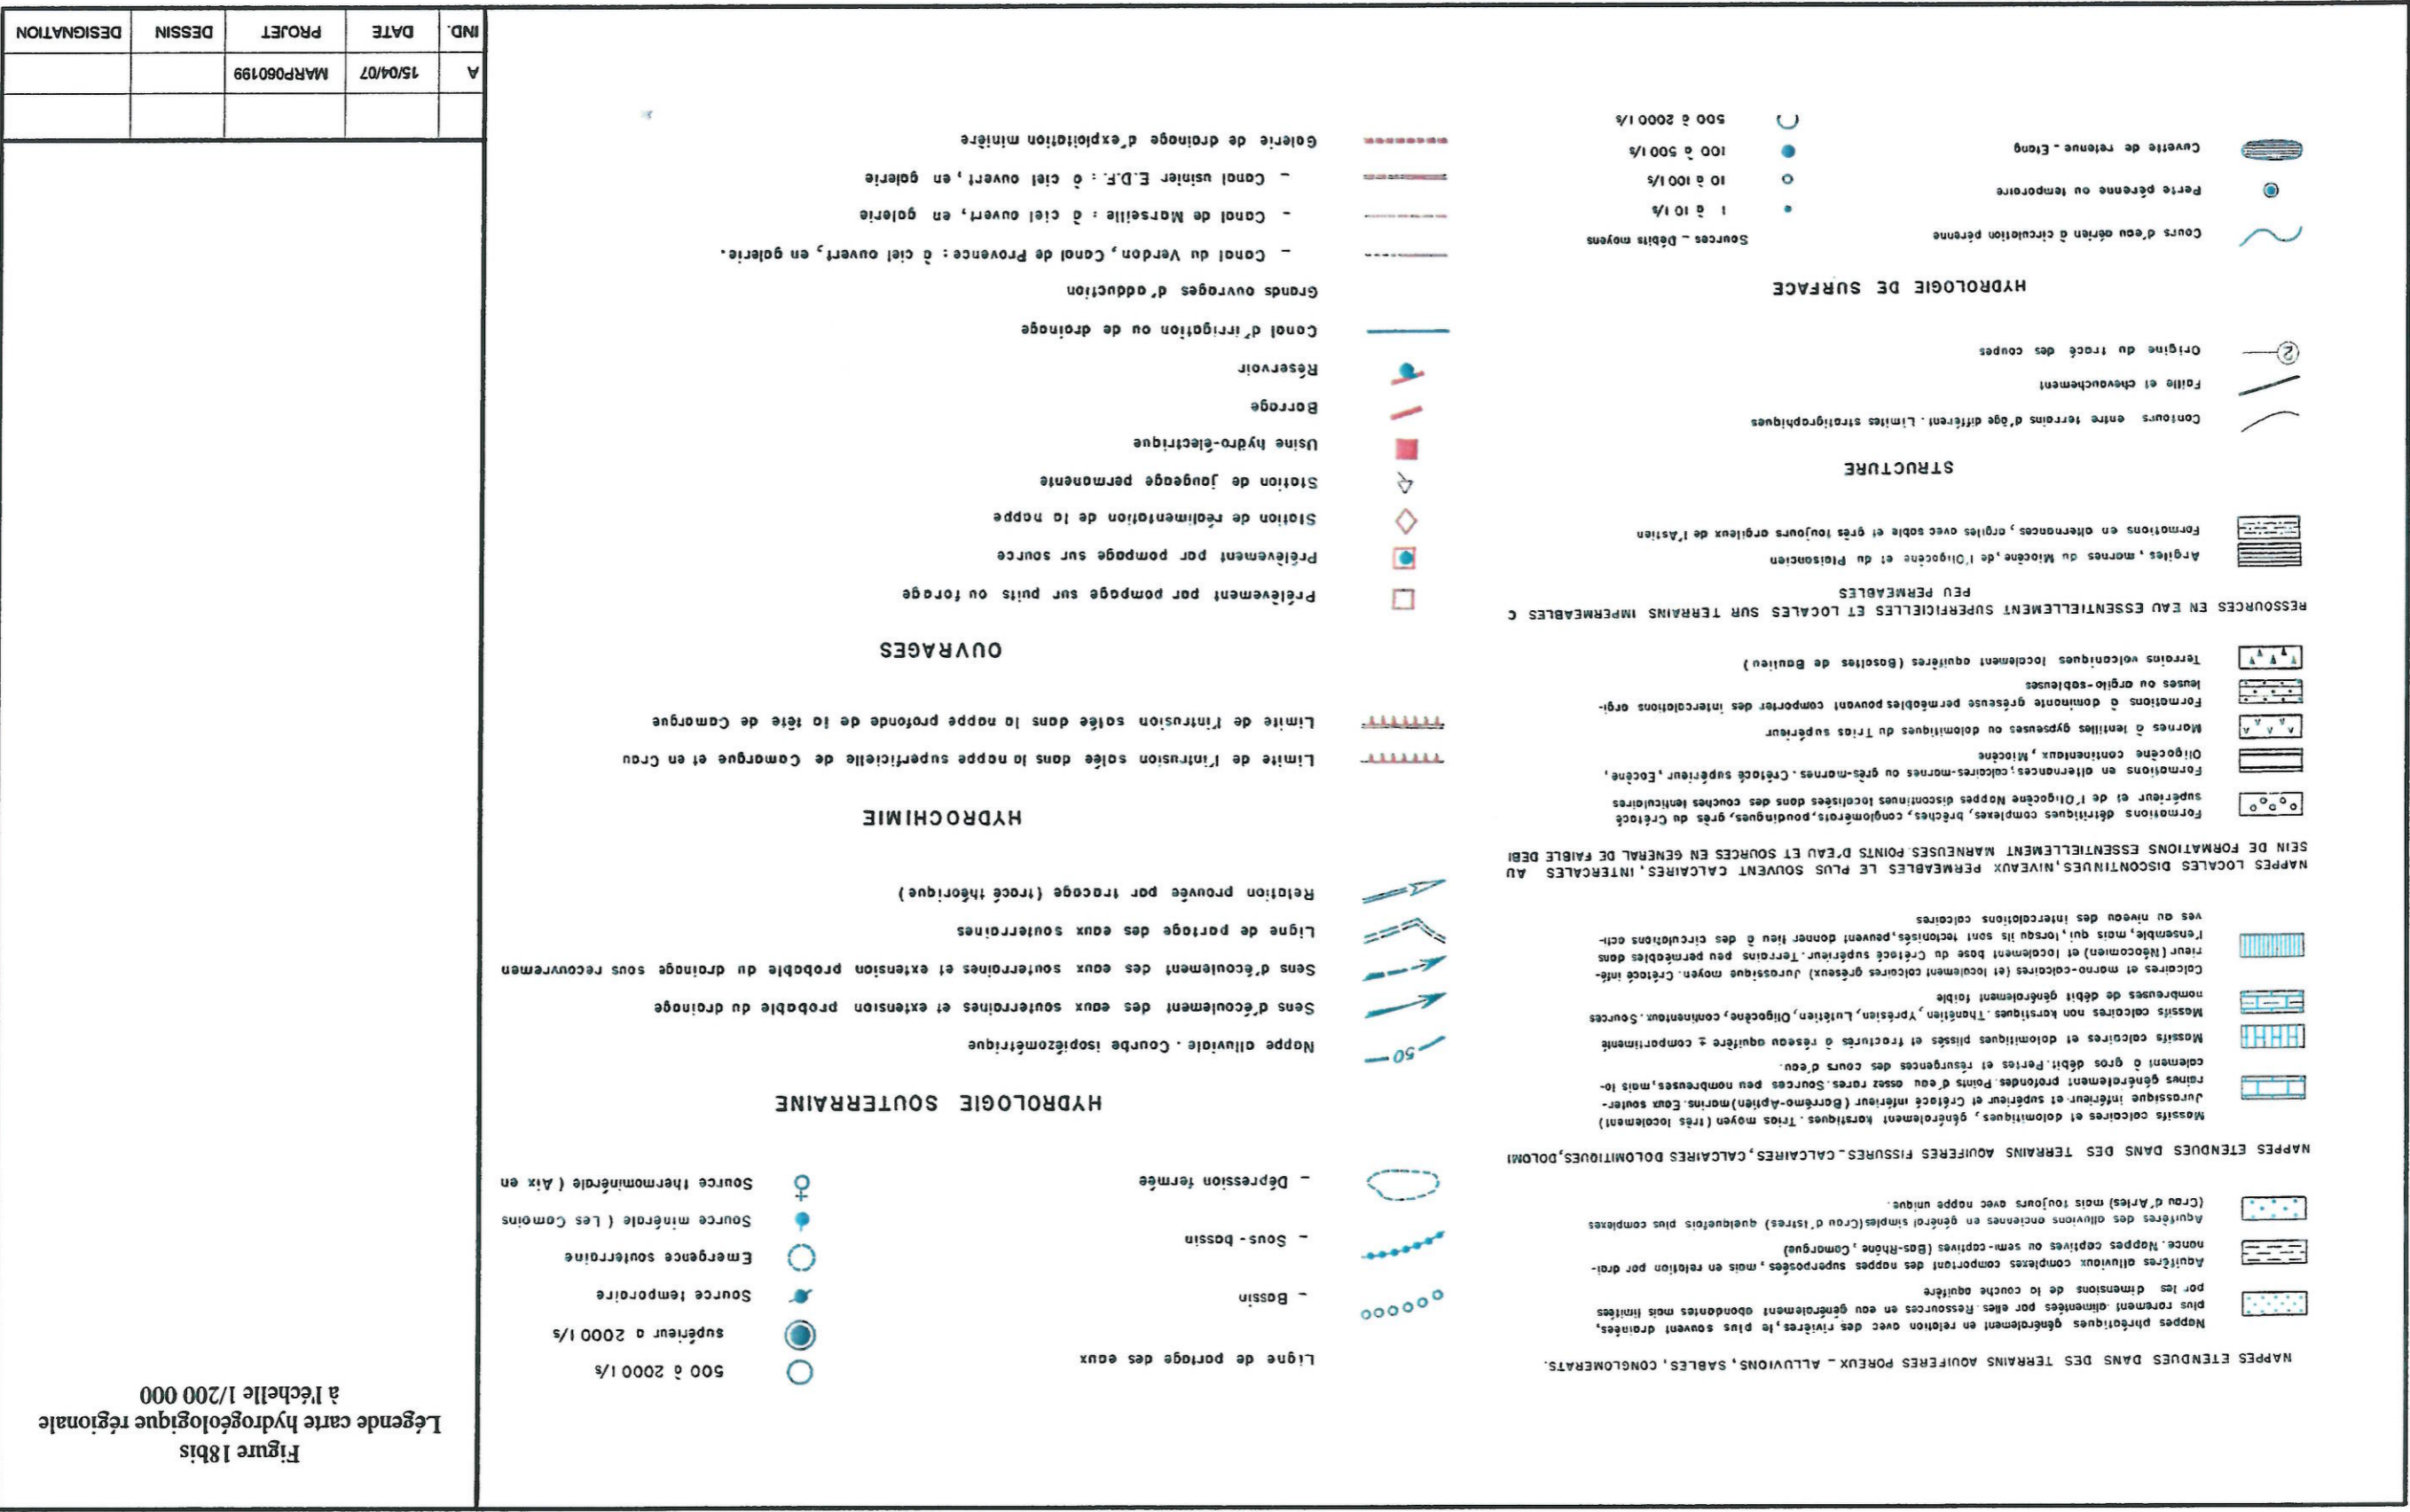 NAPPES ETENDUES DANS DES TERRAINS AQUIFERES POREUX - ALLUVIONS, SABLES, CONGLOMERATS.
Nappes phréatiques généralement en relation avec des rivières, le plus souvent drainées,
plus rarement alimentées par elles. Ressources en eau généralement abondantes mais limitées
par les dimensions de la couche aquifère
Aquifères alluviaux complexes comportant des nappes superposées, mais en relation par drai-
nance. Nappes captives ou semi-captives (Bas-Rhône, Camargue)
Aquifères des alluvions anciennes en général simples (Crau d'Istres) quelquefois plus complexes
(Crau d'Arles) mais toujours avec nappe unique.
NAPPES ETENDUES DANS DES TERRAINS AQUIFERES FISSURES - CALCAIRES, CALCAIRES DOLOMITIQUES, DOLOMI
Massifs calcaires et dolomitiques, généralement karstiques. Trias moyen (très localement)
Jurassique inférieur et supérieur et Crétacé inférieur (Barrémo-Aptien) marins. Eaux souter-
raines généralement profondes. Points d'eau assez rares. Sources peu nombreuses, mais lo-
calement à gros débit. Pertes et résurgences des cours d'eau.
Massifs calcaires et dolomitiques plissés et fracturés à réseau aquifère ± compartimenté
Massifs calcaires non karstiques. Thanétien, Yprésien, Lutétien, Oligocène, continentaux. Sources
nombreuses de débit généralement faible
Calcaires et marno-calcaires (et localement calcaires gréseux) Jurassique moyen. Crétacé infé-
rieur (Néocomien) et localement base du Crétacé supérieur. Terrains peu perméables dans
l'ensemble, mais qui, lorsqu'ils sont tectonisés, peuvent donner lieu à des circulations acti-
ves au niveau des intercalations calcaires
NAPPES LOCALES DISCONTINUES, NIVEAUX PERMEABLES LE PLUS SOUVENT CALCAIRES, INTERCALES AU
SEIN DE FORMATIONS ESSENTIELLEMENT MARNEUSES. POINTS D'EAU ET SOURCES EN GENERAL DE FAIBLE DEBI
Formations détritiques complexes, brèches, conglomérats, poudingues, grès du Crétacé
supérieur et de l'Oligocène Nappes discontinues localisées dans des couches lenticulaires
Formations en alternances; calcaires-marnes ou grès-marnes. Crétacé supérieur, Eocène,
Oligocène continentaux, Miocène
Marnes à lentilles gypseuses ou dolomitiques du Trias supérieur
Formations à dominante gréseuse perméables pouvant comporter des intercalations argi-
leuses ou argilo-sableuses
Terrains volcaniques localement aquifères (Basaltes de Baulieu)
RESSOURCES EN EAU ESSENTIELLEMENT SUPERFICIELLES ET LOCALES SUR TERRAINS IMPERMEABLES C
PEU PERMEABLES
Argiles, marnes du Miocène, de l'Oligocène et du Plaisancien
Formations en alternances, argiles avec sable et grès toujours argileux de l'Astien
STRUCTURE
Contours entre terrains d'âge différent. Limites stratigraphiques
Faille et chevauchement
2 Origine du tracé des coupes
HYDROLOGIE DE SURFACE
Cours d'eau aérien à circulation pérenne
Perte pérenne ou temporaire
Cuvette de retenue - Etang
Sources - Débits moyens
1 à 10 l/s
10 à 100 l/s
100 à 500 l/s
500 à 2000 l/s
Ligne de partage des eaux
- Bassin
- Sous-bassin
- Dépression fermée
500 à 2000 l/s
supérieur a 2000 l/s
Source temporaire
Emergence souterraine
Source minérale (Les Camoins
Source thermominérale (Aix en
HYDROLOGIE SOUTERRAINE
50 Nappe alluviale. Courbe isopiézométrique
Sens d'écoulement des eaux souterraines et extension probable du drainage
Sens d'écoulement des eaux souterraines et extension probable du drainage sous recouvremen
Ligne de partage des eaux souterraines
Relation prouvée par traçage (tracé théorique)
HYDROCHIMIE
Limite de l'intrusion salée dans la nappe superficielle de Camargue et en Crau
Limite de l'intrusion salée dans la nappe profonde de la tête de Camargue
OUVRAGES
Prélèvement par pompage sur puits ou forage
Prélèvement par pompage sur source
Station de réalimentation de la nappe
Station de jaugeage permanente
Usine hydro-électrique
Barrage
Réservoir
Canal d'irrigation ou de drainage
Grands ouvrages d'adduction
- Canal du Verdon, Canal de Provence : à ciel ouvert, en galerie.
- Canal de Marseille : à ciel ouvert, en galerie
- Canal usinier E.D.F. : à ciel ouvert, en galerie
Galerie de drainage d'exploitation minière
Figure 18bis
Légende carte hydrogéologique régionale
à l'échelle 1/200 000
A 15/04/07 MARP060199
IND. DATE PROJET DESSIN DESIGNATION